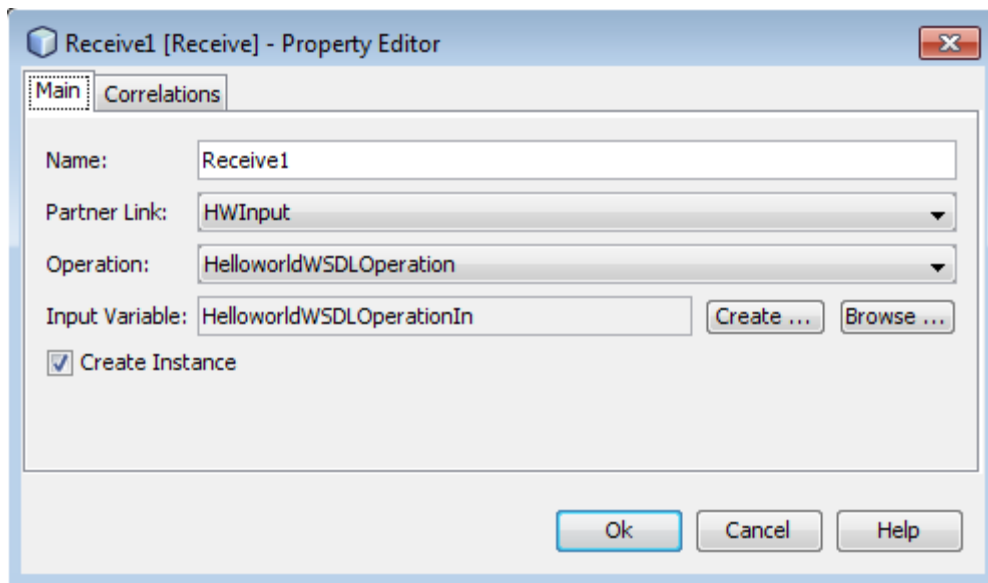 Receive1 [Receive] - Property Editor
Main Correlations
Name: Receive1
Partner Link: HWInput
Operation: HelloworldWSDLOperation
Input Variable: HelloworldWSDLOperationIn Create ... Browse ...
Create Instance
Ok Cancel Help